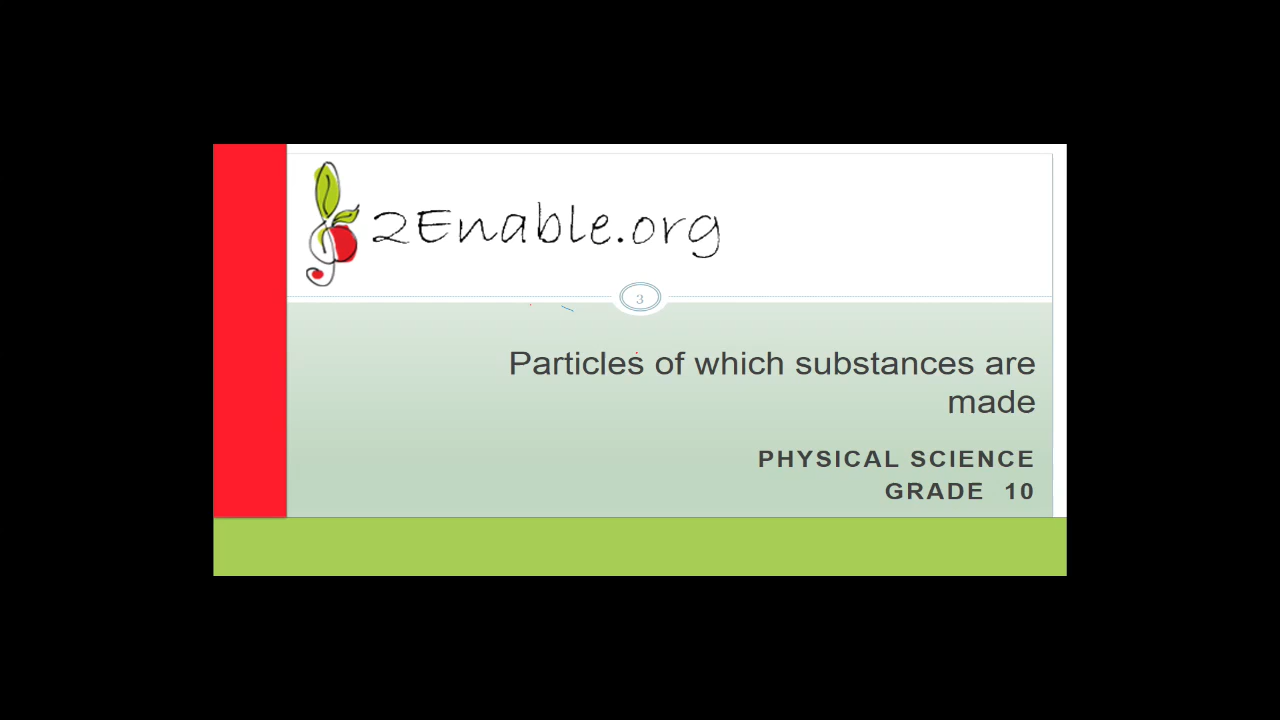 2Enable.org
3
Particles of which substances are
made
PHYSICAL SCIENCE
GRADE 10